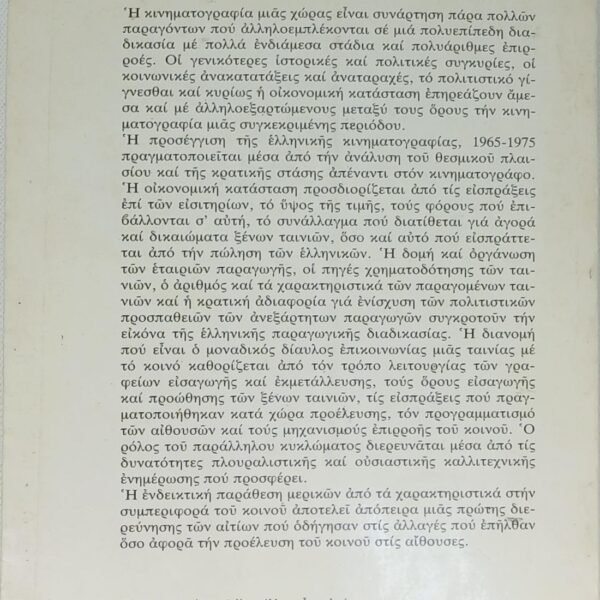 Ἡ κινηματογραφία μιᾶς χώρας εἶναι συνάρτηση πάρα πολλῶν
παραγόντων πού ἀλληλοεμπλέκονται σέ μιά πολυεπίπεδη δια-
δικασία μέ πολλά ἐνδιάμεσα στάδια καί πολυάριθμες ἐπιρ-
ροές. Οἱ γενικότερες ἱστορικές καί πολιτικές συγκυρίες, οἱ
κοινωνικές ἀνακατατάξεις καί ἀναταραχές, τό πολιτιστικό γί-
γνεσθαι καί κυρίως ἡ οἰκονομική κατάσταση ἐπηρεάζουν ἄμε-
σα καί μέ ἀλληλοεξαρτώμενους μεταξύ τους ὅρους τήν κινη-
ματογραφία μιᾶς συγκεκριμένης περιόδου.
Ἡ προσέγγιση τῆς ἑλληνικῆς κινηματογραφίας, 1965-1975
πραγματοποιεῖται μέσα ἀπό τήν ἀνάλυση τοῦ θεσμικοῦ πλαι-
σίου καί τῆς κρατικῆς στάσης ἀπέναντι στόν κινηματογράφο.
Ἡ οἰκονομική κατάσταση προσδιορίζεται ἀπό τίς εἰσπράξεις
ἐπί τῶν εἰσιτηρίων, τό ὕψος τῆς τιμῆς, τούς φόρους πού ἐπι-
βάλλονται σ' αὐτή, τό συνάλλαγμα πού διατίθεται γιά ἀγορά
καί δικαιώματα ξένων ταινιῶν, ὅσο καί αὐτό πού εἰσπράττε-
ται ἀπό τήν πώληση τῶν ἑλληνικῶν. Ἡ δομή καί ὀργάνωση
τῶν ἑταιριῶν παραγωγῆς, οἱ πηγές χρηματοδότησης τῶν ται-
νιῶν, ὁ ἀριθμός καί τά χαρακτηριστικά τῶν παραγομένων ται-
νιῶν καί ἡ κρατική ἀδιαφορία γιά ἐνίσχυση τῶν πολιτιστικῶν
προσπαθειῶν τῶν ἀνεξάρτητων παραγωγῶν συγκροτοῦν τήν
εἰκόνα τῆς ἑλληνικῆς παραγωγικῆς διαδικασίας. Ἡ διανομή
πού εἶναι ὁ μοναδικός δίαυλος ἐπικοινωνίας μιᾶς ταινίας μέ
τό κοινό καθορίζεται ἀπό τόν τρόπο λειτουργίας τῶν γρα-
φείων εἰσαγωγῆς καί ἐκμετάλλευσης, τούς ὅρους εἰσαγωγῆς
καί προώθησης τῶν ξένων ταινιῶν, τίς εἰσπράξεις πού πραγ-
ματοποιήθηκαν κατά χώρα προέλευσης, τόν προγραμματισμό
τῶν αἰθουσῶν καί τούς μηχανισμούς ἐπιρροῆς τοῦ κοινοῦ. Ὁ
ρόλος τοῦ παράλληλου κυκλώματος διερευνᾶται μέσα ἀπό τίς
δυνατότητες πλουραλιστικῆς καί οὐσιαστικῆς καλλιτεχνικῆς
ἐνημέρωσης πού προσφέρει.
Ἡ ἐνδεικτική παράθεση μερικῶν ἀπό τά χαρακτηριστικά στήν
συμπεριφορά τοῦ κοινοῦ ἀποτελεῖ ἀπόπειρα μιᾶς πρώτης διε-
ρεύνησης τῶν αἰτίων πού ὁδήγησαν στίς ἀλλαγές πού ἐπῆλθαν
ὅσο ἀφορᾶ τήν προέλευση τοῦ κοινοῦ στίς αἴθουσες.